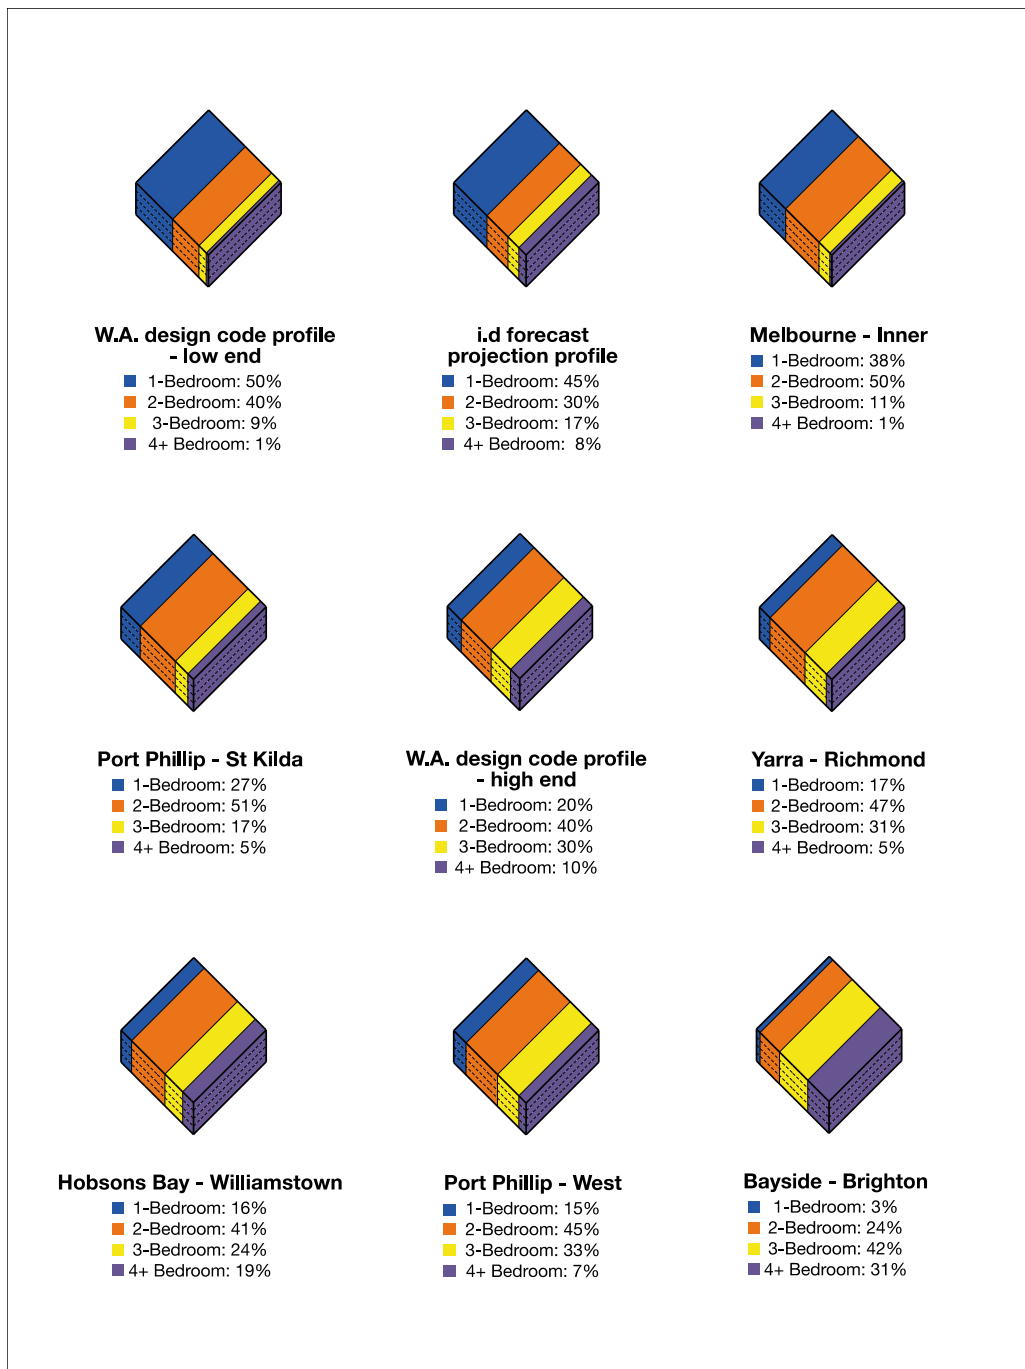 W.A. design code profile
- low end
1-Bedroom: 50%
2-Bedroom: 40%
3-Bedroom: 9%
4+ Bedroom: 1%
i.d forecast
projection profile
1-Bedroom: 45%
2-Bedroom: 30%
3-Bedroom: 17%
4+ Bedroom: 8%
Melbourne - Inner
1-Bedroom: 38%
2-Bedroom: 50%
3-Bedroom: 11%
4+ Bedroom: 1%
Port Phillip - St Kilda
1-Bedroom: 27%
2-Bedroom: 51%
3-Bedroom: 17%
4+ Bedroom: 5%
W.A. design code profile
- high end
1-Bedroom: 20%
2-Bedroom: 40%
3-Bedroom: 30%
4+ Bedroom: 10%
Yarra - Richmond
1-Bedroom: 17%
2-Bedroom: 47%
3-Bedroom: 31%
4+ Bedroom: 5%
Hobsons Bay - Williamstown
1-Bedroom: 16%
2-Bedroom: 41%
3-Bedroom: 24%
4+ Bedroom: 19%
Port Phillip - West
1-Bedroom: 15%
2-Bedroom: 45%
3-Bedroom: 33%
4+ Bedroom: 7%
Bayside - Brighton
1-Bedroom: 3%
2-Bedroom: 24%
3-Bedroom: 42%
4+ Bedroom: 31%